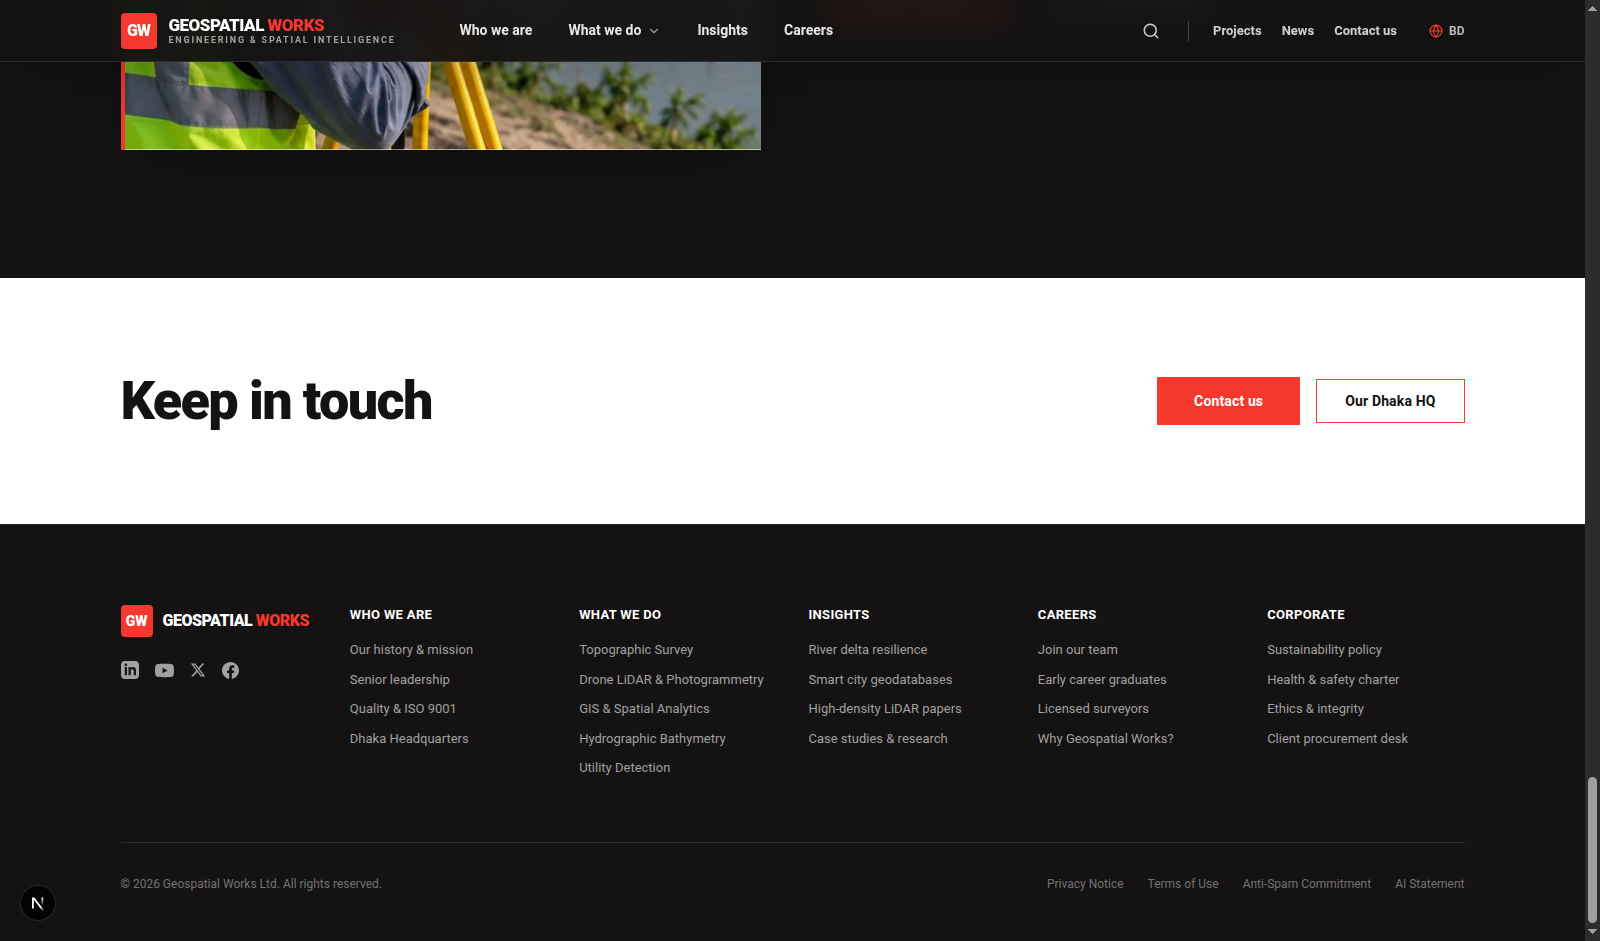 GW GEOSPATIAL WORKS
ENGINEERING & SPATIAL INTELLIGENCE
Who we are
What we do
Insights
Careers
Projects
News
Contact us
BD
Keep in touch
Contact us
Our Dhaka HQ
GW GEOSPATIAL WORKS
WHO WE ARE
Our history & mission
Senior leadership
Quality & ISO 9001
Dhaka Headquarters
WHAT WE DO
Topographic Survey
Drone LiDAR & Photogrammetry
GIS & Spatial Analytics
Hydrographic Bathymetry
Utility Detection
INSIGHTS
River delta resilience
Smart city geodatabases
High-density LiDAR papers
Case studies & research
CAREERS
Join our team
Early career graduates
Licensed surveyors
Why Geospatial Works?
CORPORATE
Sustainability policy
Health & safety charter
Ethics & integrity
Client procurement desk
© 2026 Geospatial Works Ltd. All rights reserved.
Privacy Notice
Terms of Use
Anti-Spam Commitment
AI Statement
N